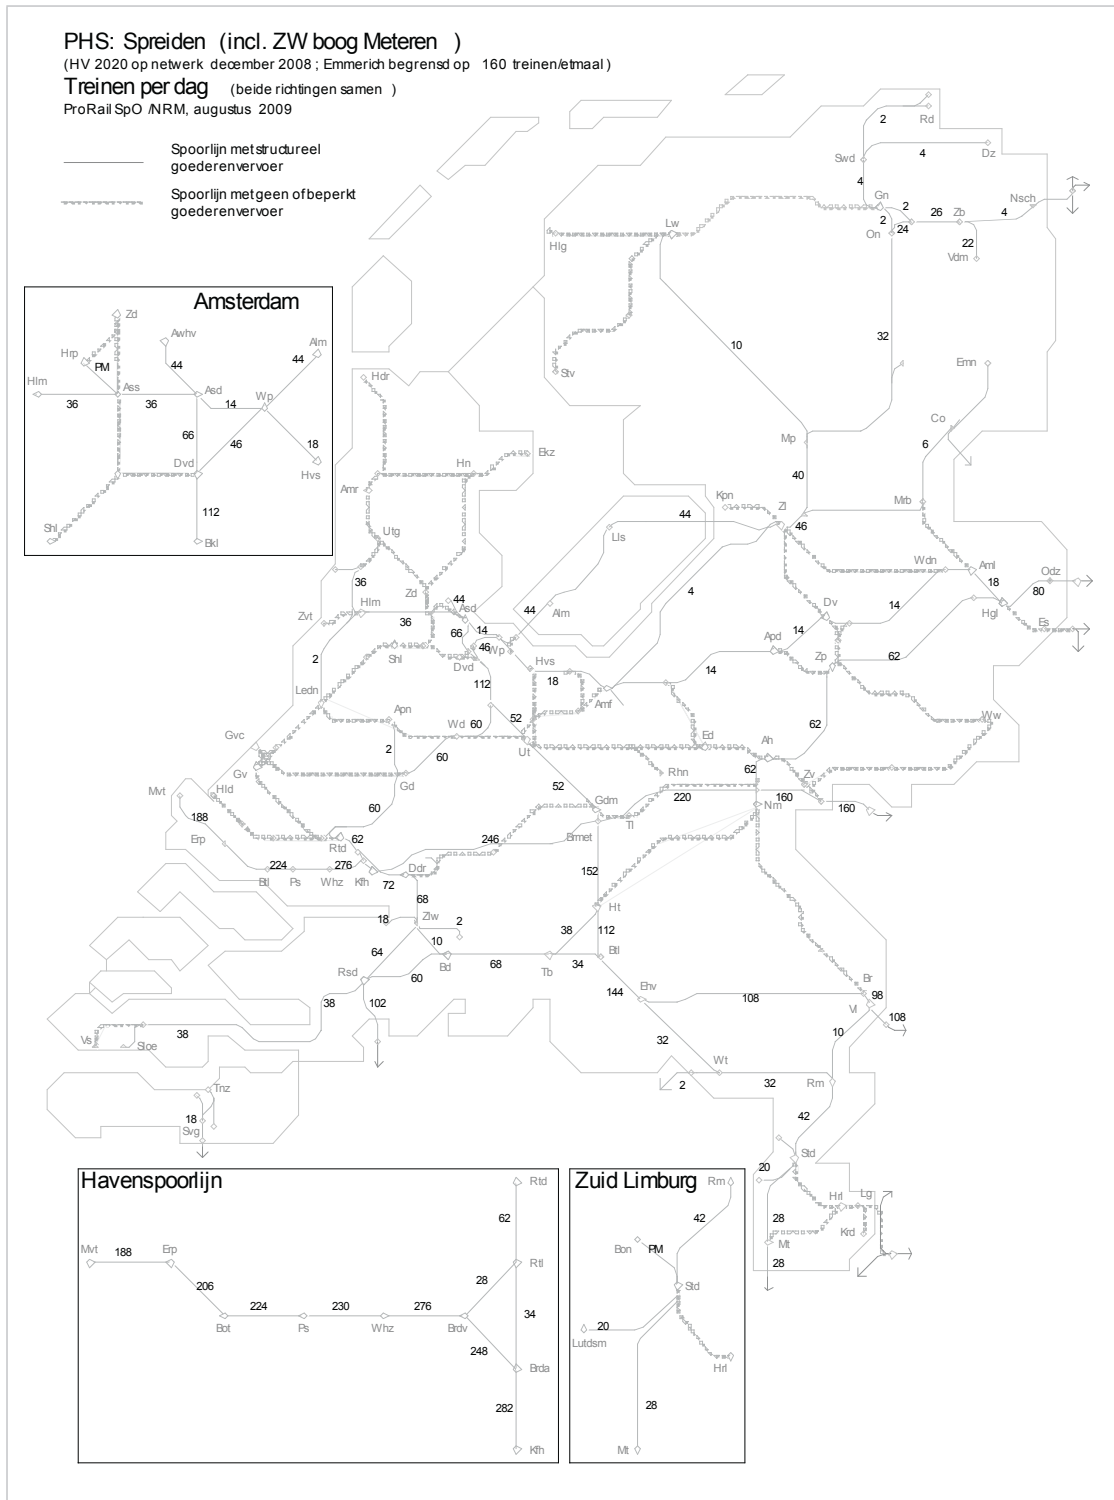 PHS: Spreiden (incl. ZW boog Meteren )
(HV 2020 op netwerk december 2008 ; Emmerich begrensd op 160 treinen/etmaal )
Treinen per dag (beide richtingen samen )
ProRail SpO /NRM, augustus 2009
Spoorlijn met structureel
goederenvervoer
Spoorlijn met geen of beperkt
goederenvervoer
2 Rd
Swd 4 Dz
4
Gn 2 26 Zb 4 Nsch
2 24
On 22
Vdm
Hlg Lw
32
10
Stv
Emn
Co
Mp 6
40
Mrb
Kpn Zl
46
44 Lls
Wdn Aml Odz
18 80
Hgl Es
4
Dv 14
14
Apd Zp 62
14
Hdr
Hn Ekz
Amr
Utg
36
Zd 44 Alm
Zvt Hlm 36 Asd 44
66 14
46 Wp
Shl Dvd Hvs
2 112 18
Ledn Amf
Apn Wd 60 52
Gvc 2 60 Ut Ed Ah
Gv Gd 62
Mvt Hld 60 52 Rhn Zv
188 Gdm 220 160
Nm 160
Ww
62
Rtd 62 246 Brmet Tl
Erp
224 276
Btl Ps Whz Kfh 72 Ddr
152
68
18 Zlw 2 Ht
64 10 38 112
Rsd 60 Bd 68 Tb 34 Btl
38 102
144 Ehv 108 Br
98
Vl 108
38
Vs Sloe
32 10
Wt
2 32 Rm
Tnz
18
Svg
42
Std
20
Hrl Lg
28 Krd
Mt
28
Amsterdam
Zd
Awhv Alm
Hrp PM 44 44
Hlm Ass Asd Wp
36 36 14
66 46 18
Dvd Hvs
112
Shl Bkl
Havenspoorlijn
Rtd
62
Mvt 188 Erp Rtl
206 28
224 230 276 34
Bot Ps Whz Brdv
248 Brda
282
Kfh
Zuid Limburg
Rm
42
Bon PM
Std
20
Lutdsm
Hrl
28
Mt